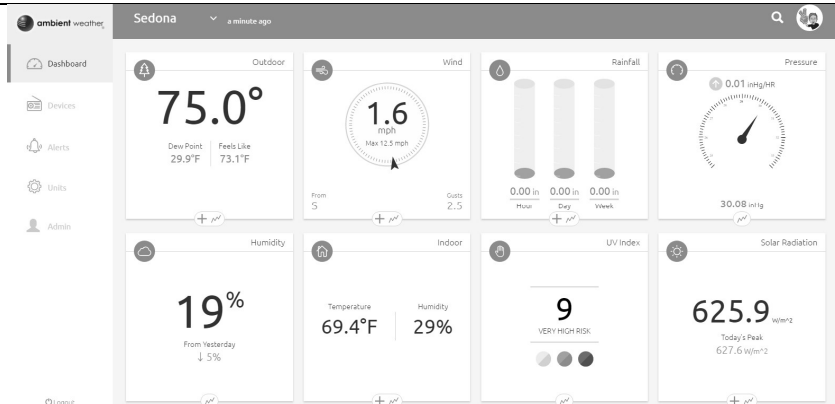 ambient weather
Sedona
a minute ago
Dashboard
Devices
Alerts
Units
Admin
Logout
Outdoor
75.0°
Dew Point
29.9°F
Feels Like
73.1°F
Wind
1.6
mph
Max 12.5 mph
From
S
Gusts
2.5
Rainfall
0.00 in
Hour
0.00 in
Day
0.00 in
Week
Pressure
0.01 inHg/HR
30.08 inHg
Humidity
19%
From Yesterday
↓ 5%
Indoor
Temperature
69.4°F
Humidity
29%
UV Index
9
VERY HIGH RISK
Solar Radiation
625.9 W/m^2
Today's Peak
627.6 W/m^2